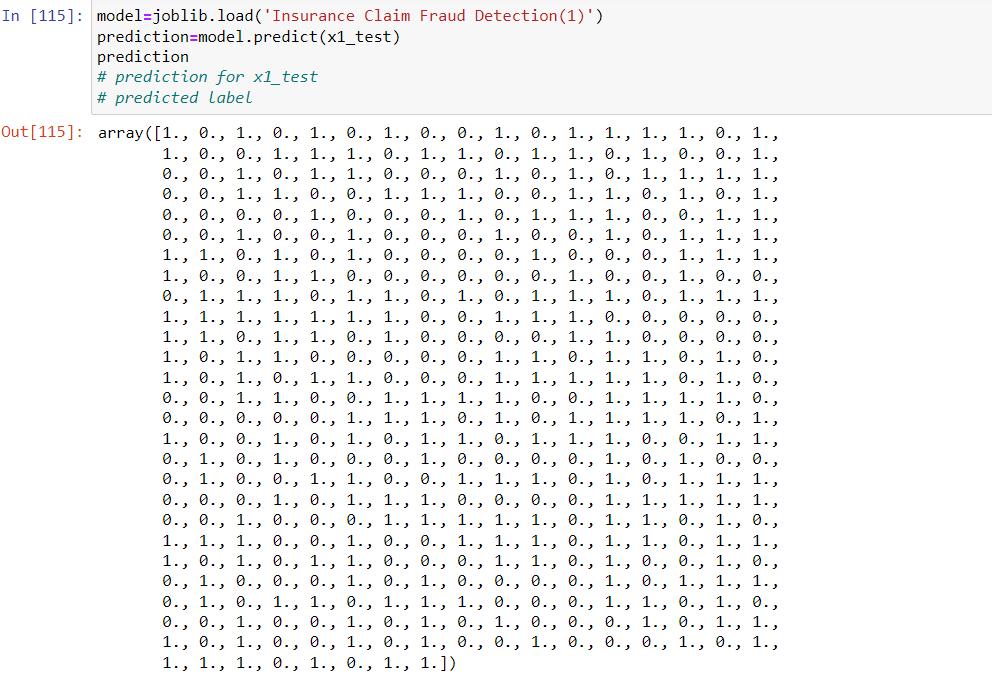 In [115]: model=joblib.load('Insurance Claim Fraud Detection(1)')
prediction=model.predict(x1_test)
prediction
# prediction for x1_test
# predicted label
Out[115]: array([1., 0., 1., 0., 1., 0., 1., 0., 0., 1., 0., 1., 1., 1., 1., 0., 1.,
1., 0., 0., 1., 1., 1., 0., 1., 1., 0., 1., 1., 0., 1., 0., 0., 1.,
0., 0., 1., 0., 1., 1., 0., 0., 0., 1., 0., 1., 0., 1., 1., 1., 1.,
0., 0., 1., 1., 0., 0., 1., 1., 1., 0., 0., 1., 1., 0., 1., 0., 1.,
0., 0., 0., 0., 1., 0., 0., 0., 1., 0., 1., 1., 1., 0., 0., 1., 1.,
0., 0., 1., 0., 0., 1., 0., 0., 0., 1., 0., 0., 1., 0., 1., 1., 1.,
1., 1., 0., 1., 0., 1., 0., 0., 0., 0., 1., 0., 0., 0., 1., 1., 1.,
1., 0., 0., 1., 1., 0., 0., 0., 0., 0., 0., 1., 0., 0., 1., 0., 0.,
0., 1., 1., 1., 0., 1., 1., 0., 1., 0., 1., 1., 1., 0., 1., 1., 1.,
1., 1., 1., 1., 1., 1., 1., 0., 0., 1., 1., 1., 0., 0., 0., 0., 0.,
1., 1., 0., 1., 1., 0., 1., 0., 0., 0., 0., 1., 1., 0., 0., 0., 0.,
1., 0., 1., 1., 0., 0., 0., 0., 0., 1., 1., 0., 1., 1., 0., 1., 0.,
1., 0., 1., 0., 1., 1., 0., 0., 0., 1., 1., 1., 1., 1., 0., 1., 0.,
0., 0., 1., 1., 0., 0., 1., 1., 1., 1., 0., 0., 1., 1., 1., 1., 0.,
0., 0., 0., 0., 0., 1., 1., 1., 0., 1., 0., 1., 1., 1., 1., 0., 1.,
1., 0., 0., 1., 0., 1., 0., 1., 1., 0., 1., 1., 1., 0., 0., 1., 1.,
0., 1., 0., 1., 0., 0., 0., 1., 0., 0., 0., 0., 1., 0., 1., 0., 0.,
0., 1., 0., 0., 1., 1., 0., 0., 1., 1., 1., 0., 1., 0., 1., 1., 1.,
0., 0., 0., 1., 0., 1., 1., 1., 0., 0., 0., 0., 1., 1., 1., 1., 1.,
0., 0., 1., 0., 0., 0., 1., 1., 1., 1., 1., 0., 1., 1., 0., 1., 0.,
1., 1., 1., 0., 0., 1., 0., 0., 1., 1., 1., 0., 1., 1., 0., 1., 1.,
1., 0., 1., 0., 1., 1., 0., 0., 0., 1., 1., 0., 1., 0., 0., 1., 0.,
0., 1., 0., 0., 0., 1., 0., 1., 0., 0., 0., 0., 1., 0., 1., 1., 1.,
0., 1., 0., 1., 1., 0., 1., 1., 1., 0., 0., 0., 1., 1., 0., 1., 0.,
0., 0., 1., 0., 0., 1., 0., 1., 0., 1., 0., 0., 0., 1., 0., 1., 1.,
1., 0., 1., 0., 0., 1., 0., 1., 0., 0., 1., 0., 0., 0., 1., 0., 1.,
1., 1., 1., 0., 1., 0., 1., 1.])